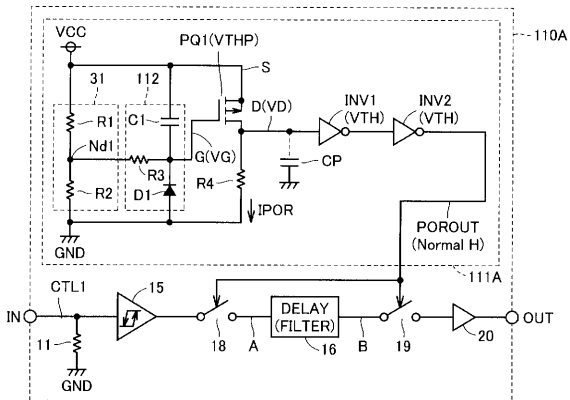 110A
VCC
PQ1(VTHP)
S
31
112
R1
C1
D(VD)
INV1
(VTH)
INV2
(VTH)
Nd1
G(VG)
R3
CP
R2
D1
R4
IPOR
POROUT
(Normal H)
GND
111A
CTL1
15
IN
DELAY
(FILTER)
OUT
11
18
A
16
B
19
20
GND